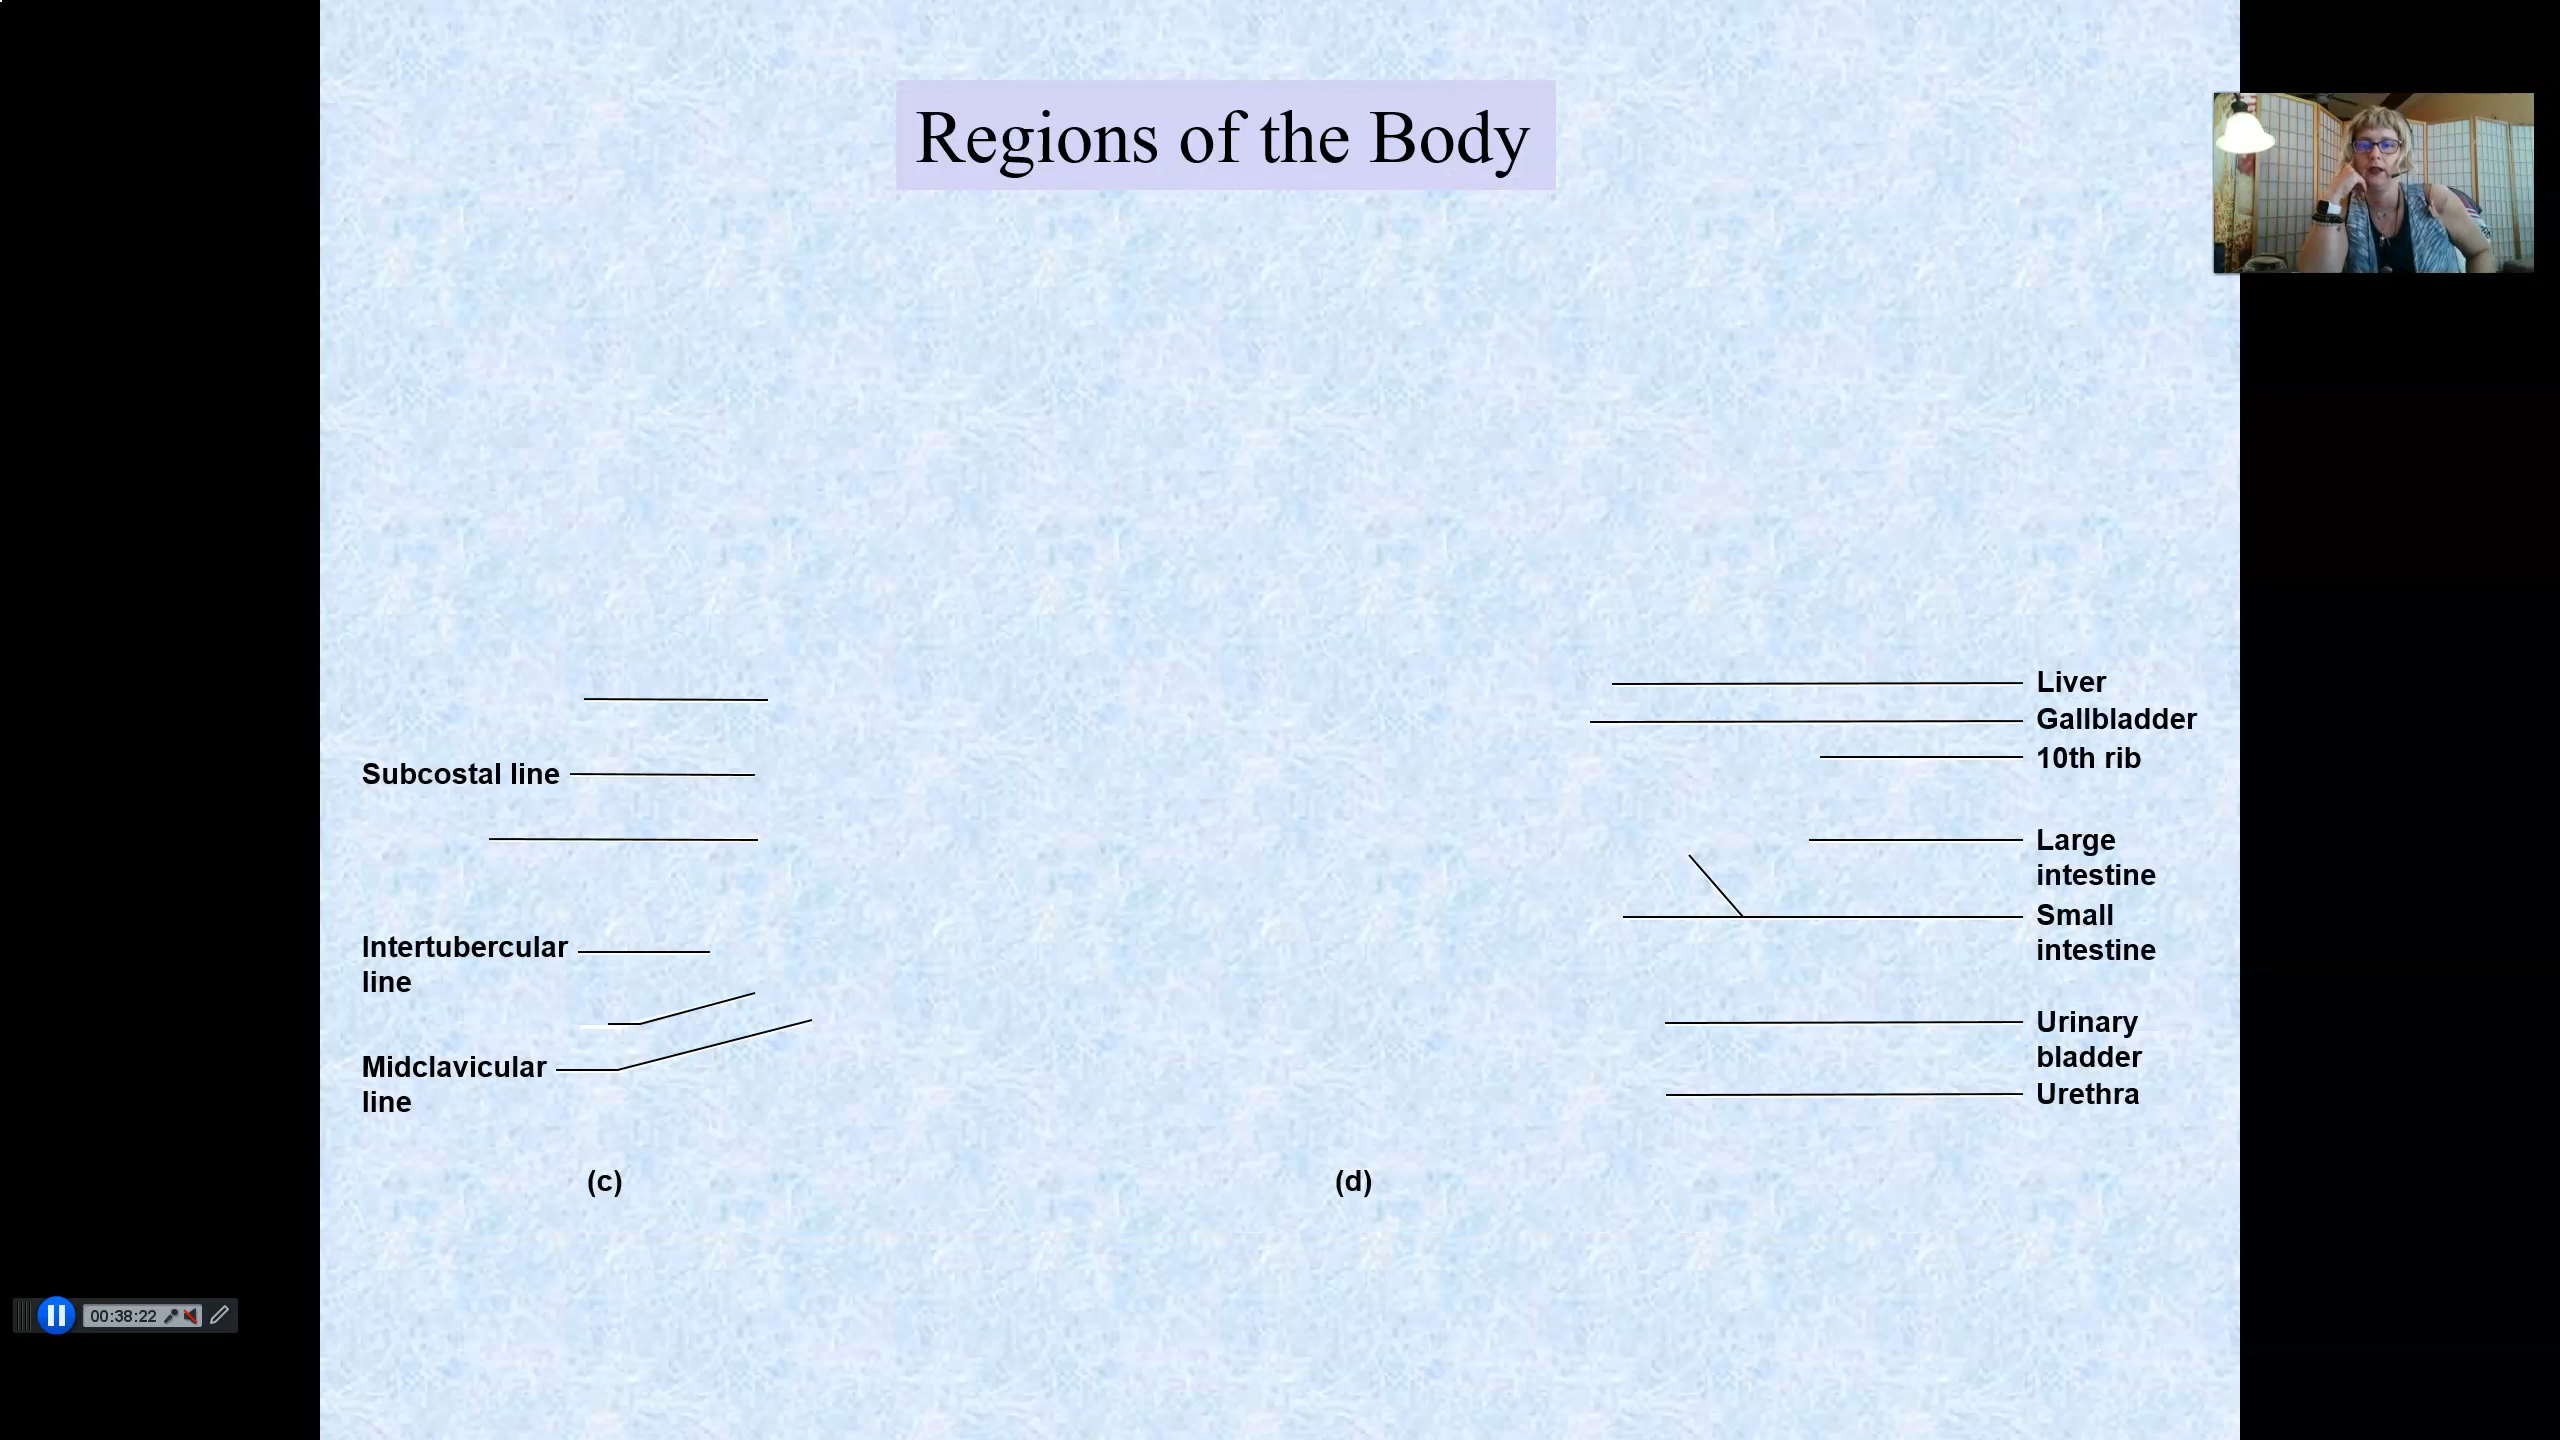 Regions of the Body
Subcostal line
Intertubercular
line
Midclavicular
line
(c)
Liver
Gallbladder
10th rib
Large
intestine
Small
intestine
Urinary
bladder
Urethra
(d)
00:38:22